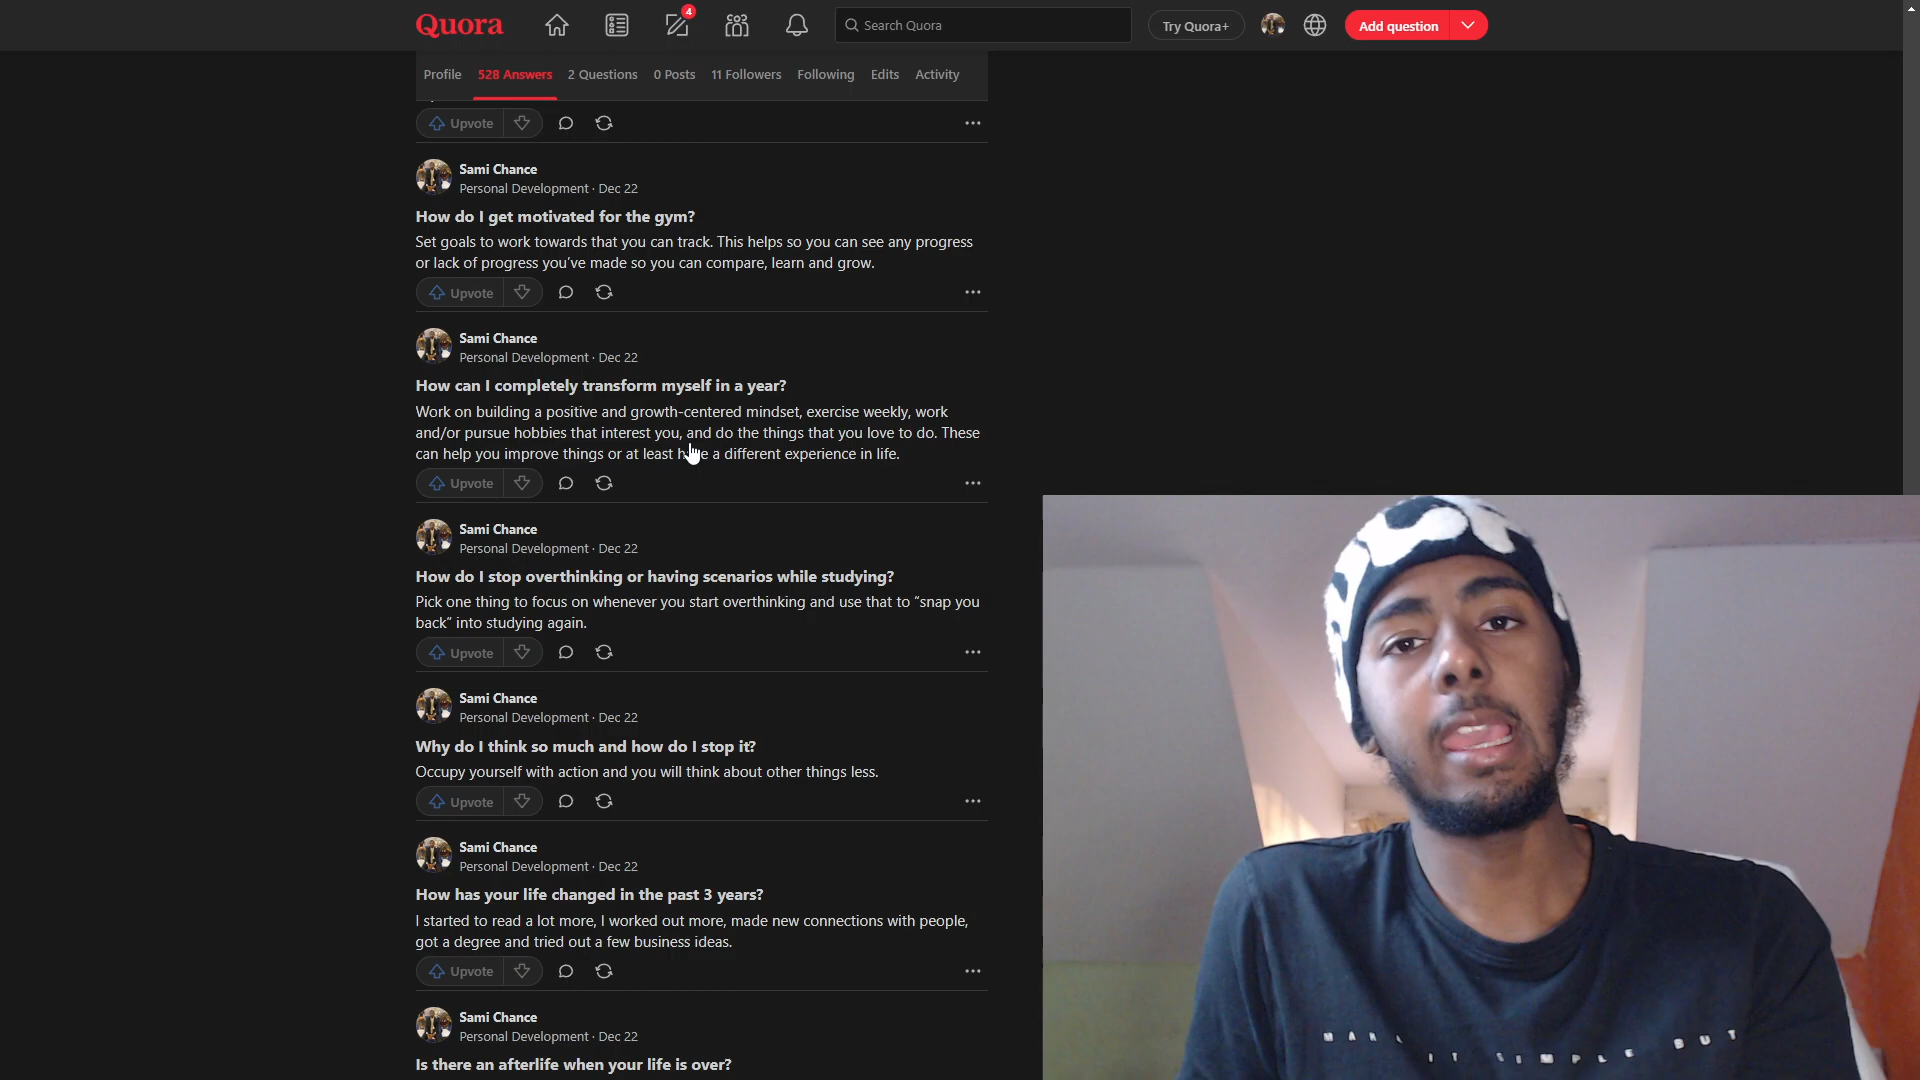 Quora
4
Search Quora
Try Quora+
Add question
Profile
528 Answers
2 Questions
0 Posts
11 Followers
Following
Edits
Activity
Upvote
Sami Chance
Personal Development · Dec 22
How do I get motivated for the gym?
Set goals to work towards that you can track. This helps so you can see any progress
or lack of progress you’ve made so you can compare, learn and grow.
Upvote
Sami Chance
Personal Development · Dec 22
How can I completely transform myself in a year?
Work on building a positive and growth-centered mindset, exercise weekly, work
and/or pursue hobbies that interest you, and do the things that you love to do. These
can help you improve things or at least have a different experience in life.
Upvote
Sami Chance
Personal Development · Dec 22
How do I stop overthinking or having scenarios while studying?
Pick one thing to focus on whenever you start overthinking and use that to “snap you
back” into studying again.
Upvote
Sami Chance
Personal Development · Dec 22
Why do I think so much and how do I stop it?
Occupy yourself with action and you will think about other things less.
Upvote
Sami Chance
Personal Development · Dec 22
How has your life changed in the past 3 years?
I started to read a lot more, I worked out more, made new connections with people,
got a degree and tried out a few business ideas.
Upvote
Sami Chance
Personal Development · Dec 22
Is there an afterlife when your life is over?
IT SIMPLE BUT